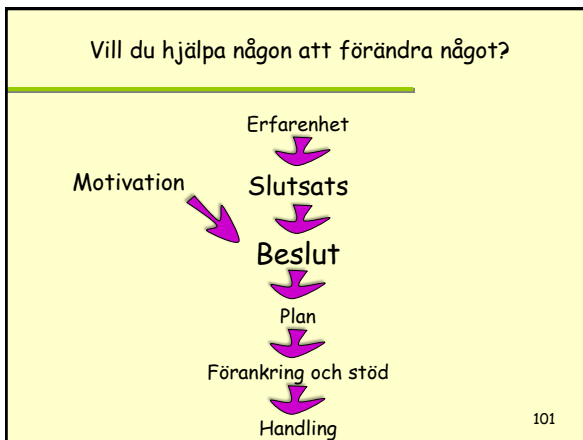 Vill du hjälpa någon att förändra något?
Erfarenhet
Motivation
Slutsats
Beslut
Plan
Förankring och stöd
Handling
101